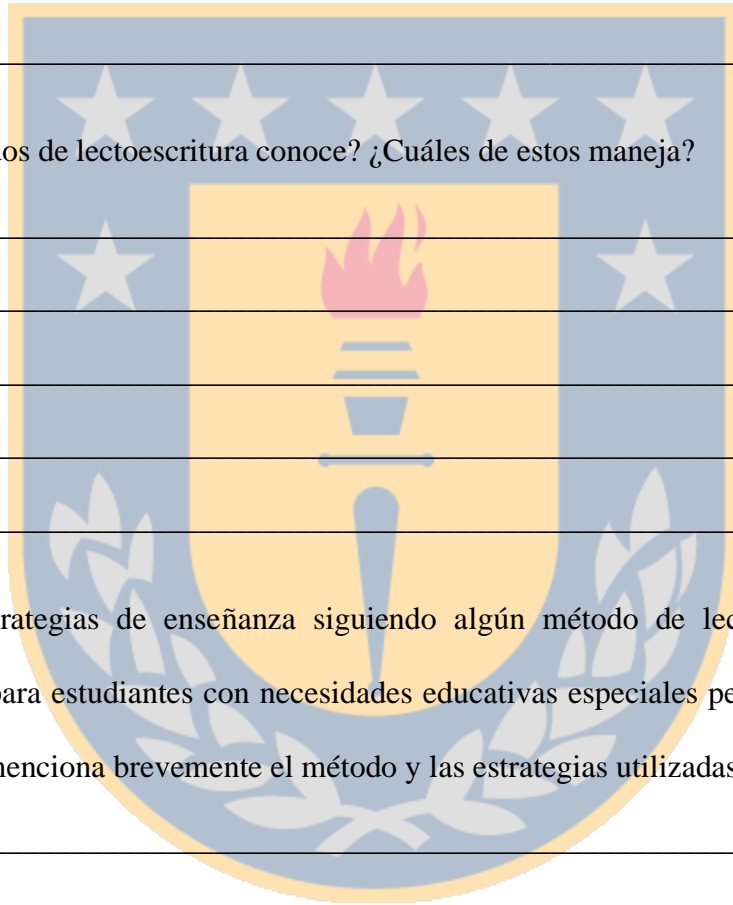 os de lectoescritura conoce? ¿Cuáles de estos maneja?
rategias de enseñanza siguiendo algún método de lec
para estudiantes con necesidades educativas especiales pe
menciona brevemente el método y las estrategias utilizadas